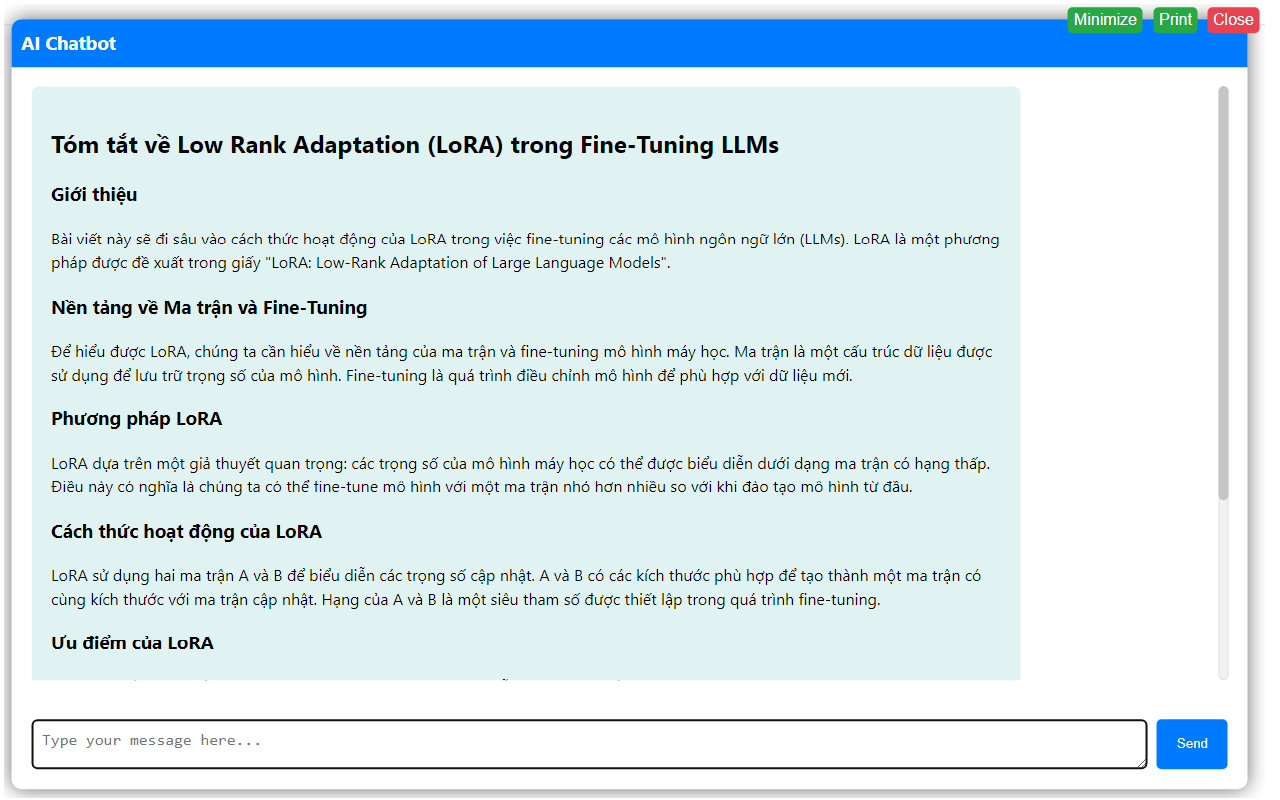 Minimize Print Close
AI Chatbot
Tóm tắt về Low Rank Adaptation (LoRA) trong Fine-Tuning LLMs
Giới thiệu
Bài viết này sẽ đi sâu vào cách thức hoạt động của LoRA trong việc fine-tuning các mô hình ngôn ngữ lớn (LLMs). LoRA là một phương
pháp được đề xuất trong giấy "LoRA: Low-Rank Adaptation of Large Language Models".
Nền tảng về Ma trận và Fine-Tuning
Để hiểu được LoRA, chúng ta cần hiểu về nền tảng của ma trận và fine-tuning mô hình máy học. Ma trận là một cấu trúc dữ liệu được
sử dụng để lưu trữ trọng số của mô hình. Fine-tuning là quá trình điều chỉnh mô hình để phù hợp với dữ liệu mới.
Phương pháp LoRA
LoRA dựa trên một giả thuyết quan trọng: các trọng số của mô hình máy học có thể được biểu diễn dưới dạng ma trận có hạng thấp.
Điều này có nghĩa là chúng ta có thể fine-tune mô hình với một ma trận nhỏ hơn nhiều so với khi đào tạo mô hình từ đầu.
Cách thức hoạt động của LoRA
LoRA sử dụng hai ma trận A và B để biểu diễn các trọng số cập nhật. A và B có các kích thước phù hợp để tạo thành một ma trận có
cùng kích thước với ma trận cập nhật. Hạng của A và B là một siêu tham số được thiết lập trong quá trình fine-tuning.
Ưu điểm của LoRA
Type your message here...
Send